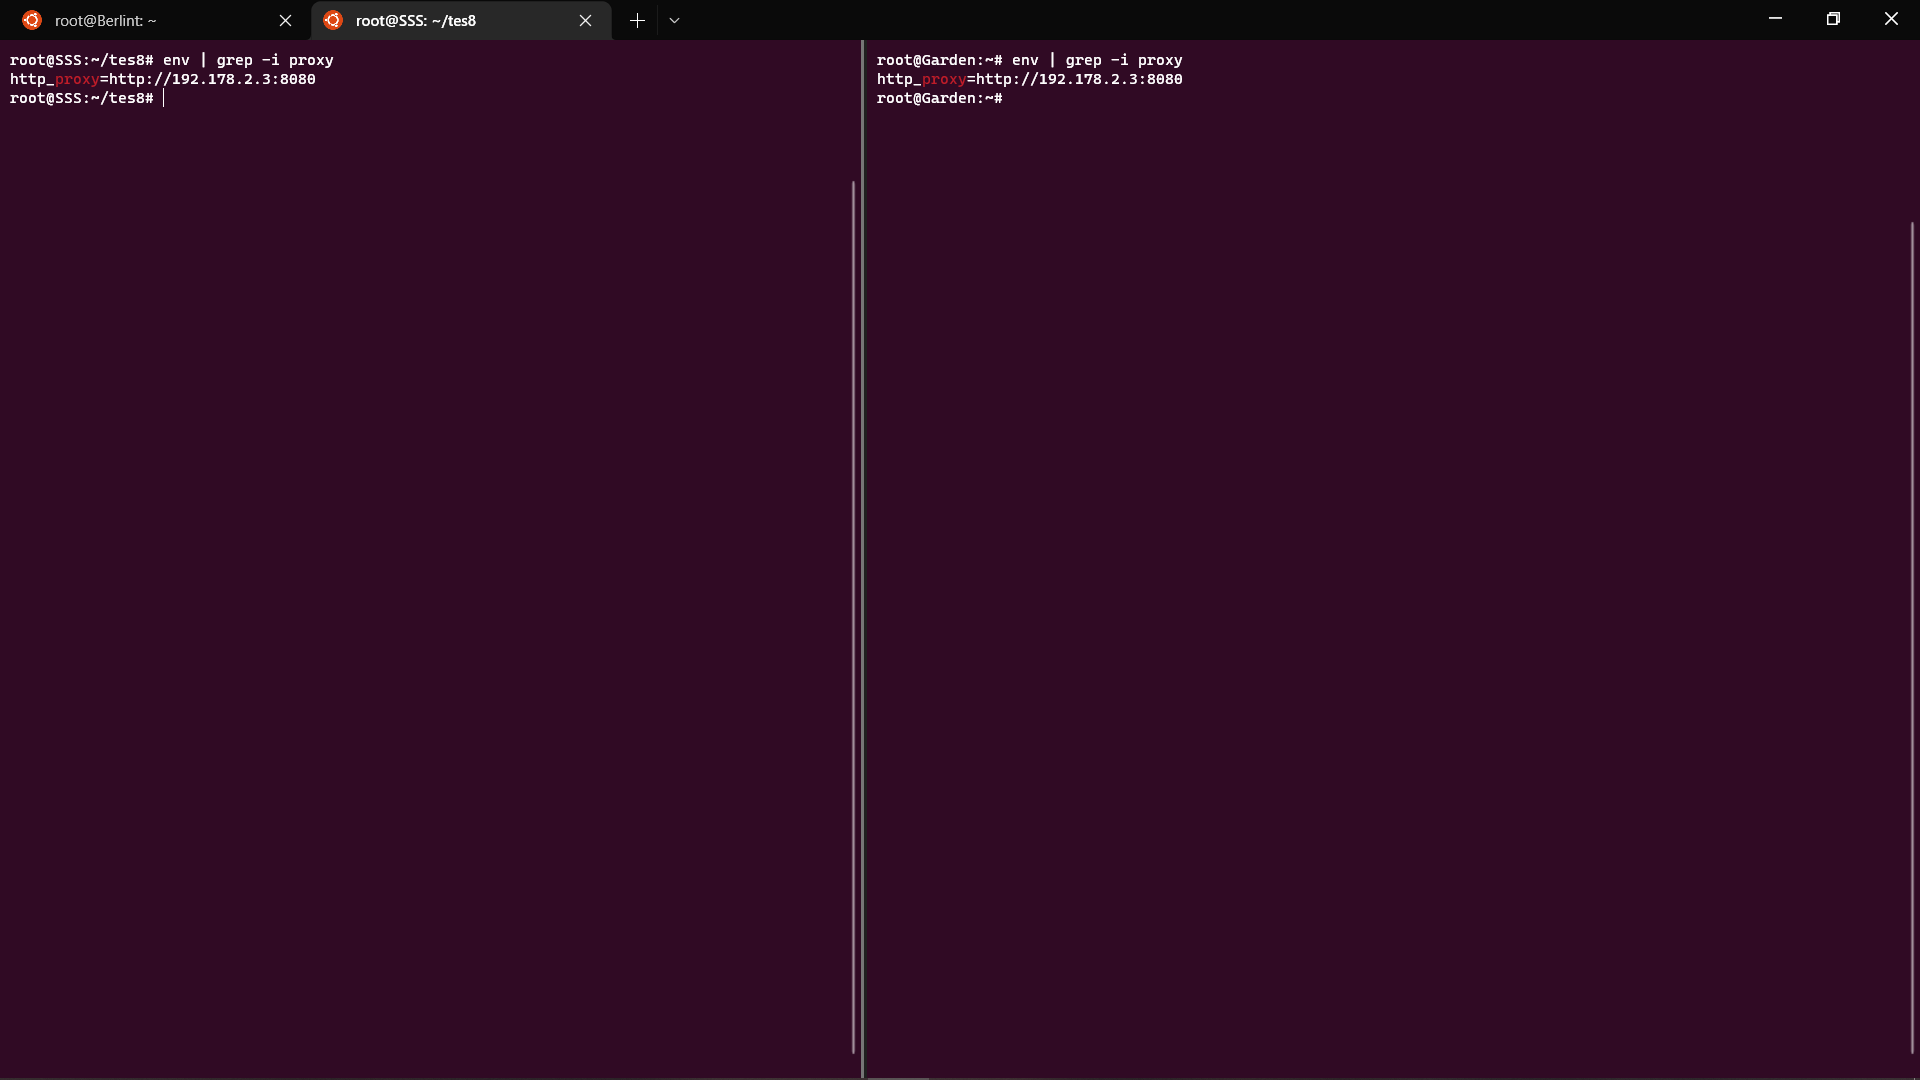 root@Berlint: ~
root@SSS: ~/tes8
root@SSS:~/tes8# env | grep -i proxy
http_proxy=http://192.178.2.3:8080
root@SSS:~/tes8#
root@Garden:~# env | grep -i proxy
http_proxy=http://192.178.2.3:8080
root@Garden:~#